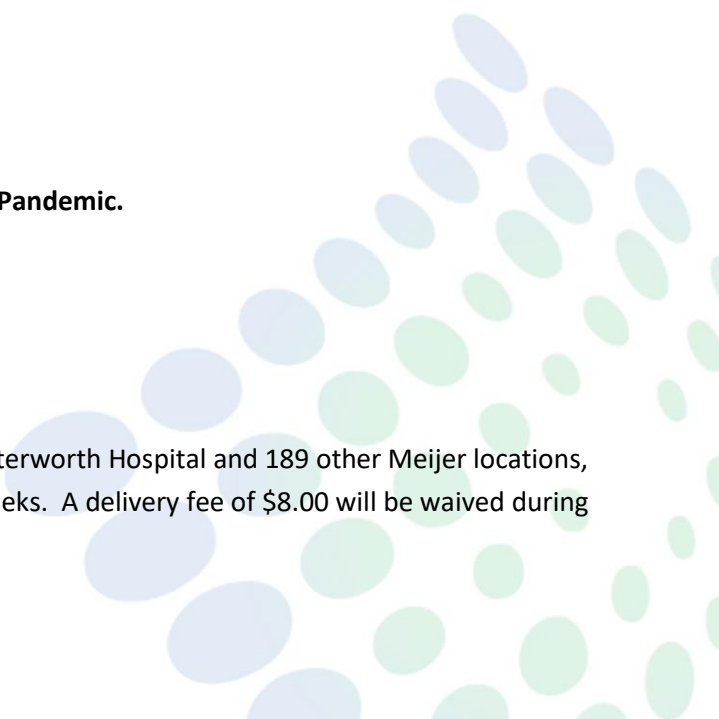 Pandemic.
terworth Hospital and 189 other Meijer locations,
eks.  A delivery fee of $8.00 will be waived during